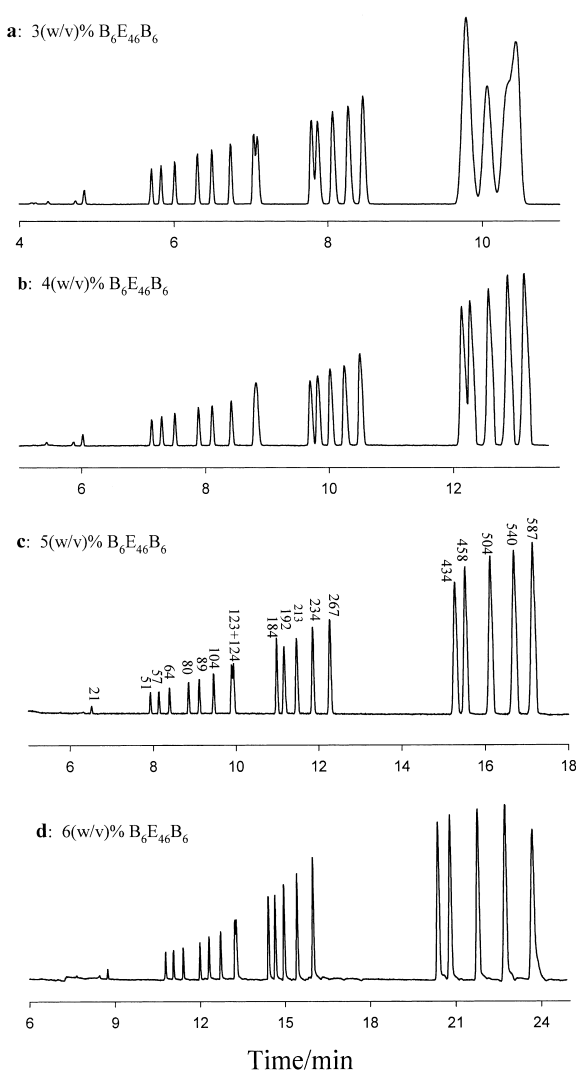 a: 3(w/v)% B₆E₄₆B₆
4 6 8 10
b: 4(w/v)% B₆E₄₆B₆
6 8 10 12
c: 5(w/v)% B₆E₄₆B₆
21 51 57 64 80 89 104 123+124 184 192 213 234 267 434 458 504 540 587
6 8 10 12 14 16 18
d: 6(w/v)% B₆E₄₆B₆
6 9 12 15 18 21 24
Time/min